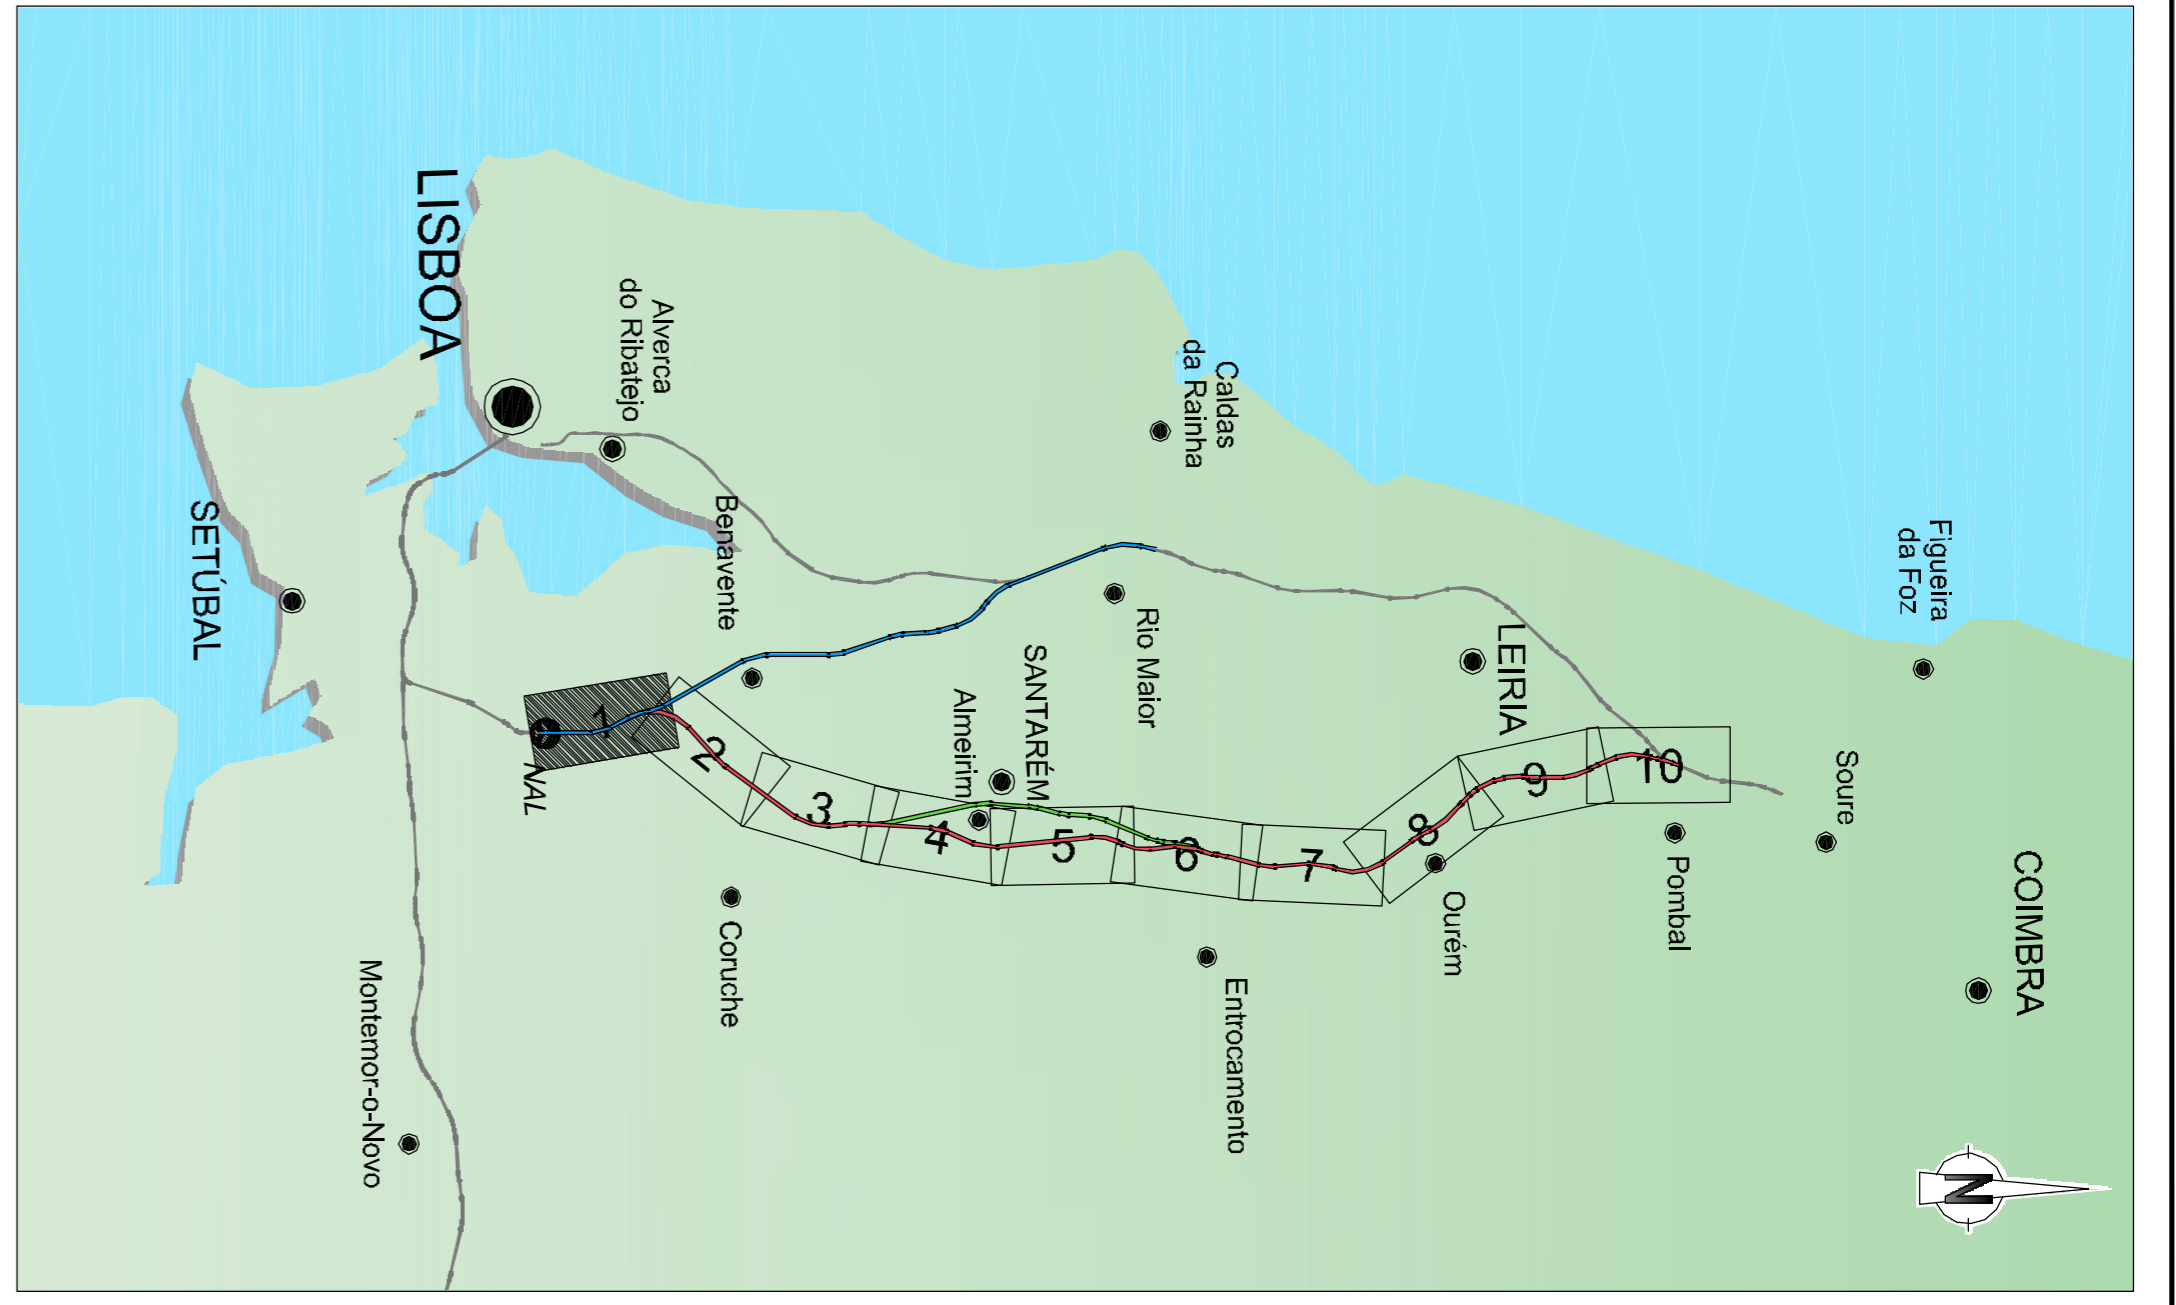 COIMBRA
Figueira
da Foz
Soure
Pombal
LEIRIA
Ourém
Caldas
da Rainha
Entrocamento
Rio Maior
SANTARÉM
Almeirim
Benavente
Coruche
Alverca
do Ribatejo
NAL
LISBOA
Montemor-o-Novo
SETÚBAL
1
2
3
4
5
6
7
8
9
10
N